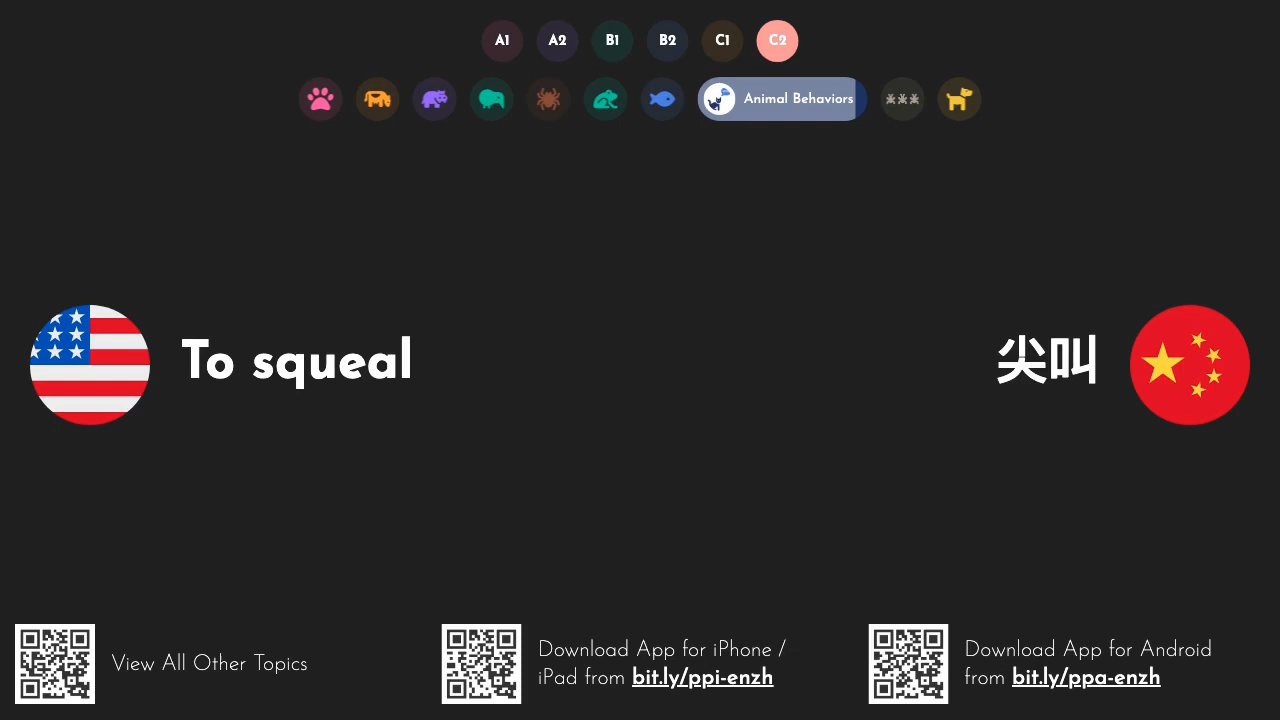 A1 A2 B1 B2 C1 C2
Animal Behaviors
To squeal
尖叫
View All Other Topics
Download App for iPhone /
iPad from bit.ly/ppi-enzh
Download App for Android
from bit.ly/ppa-enzh